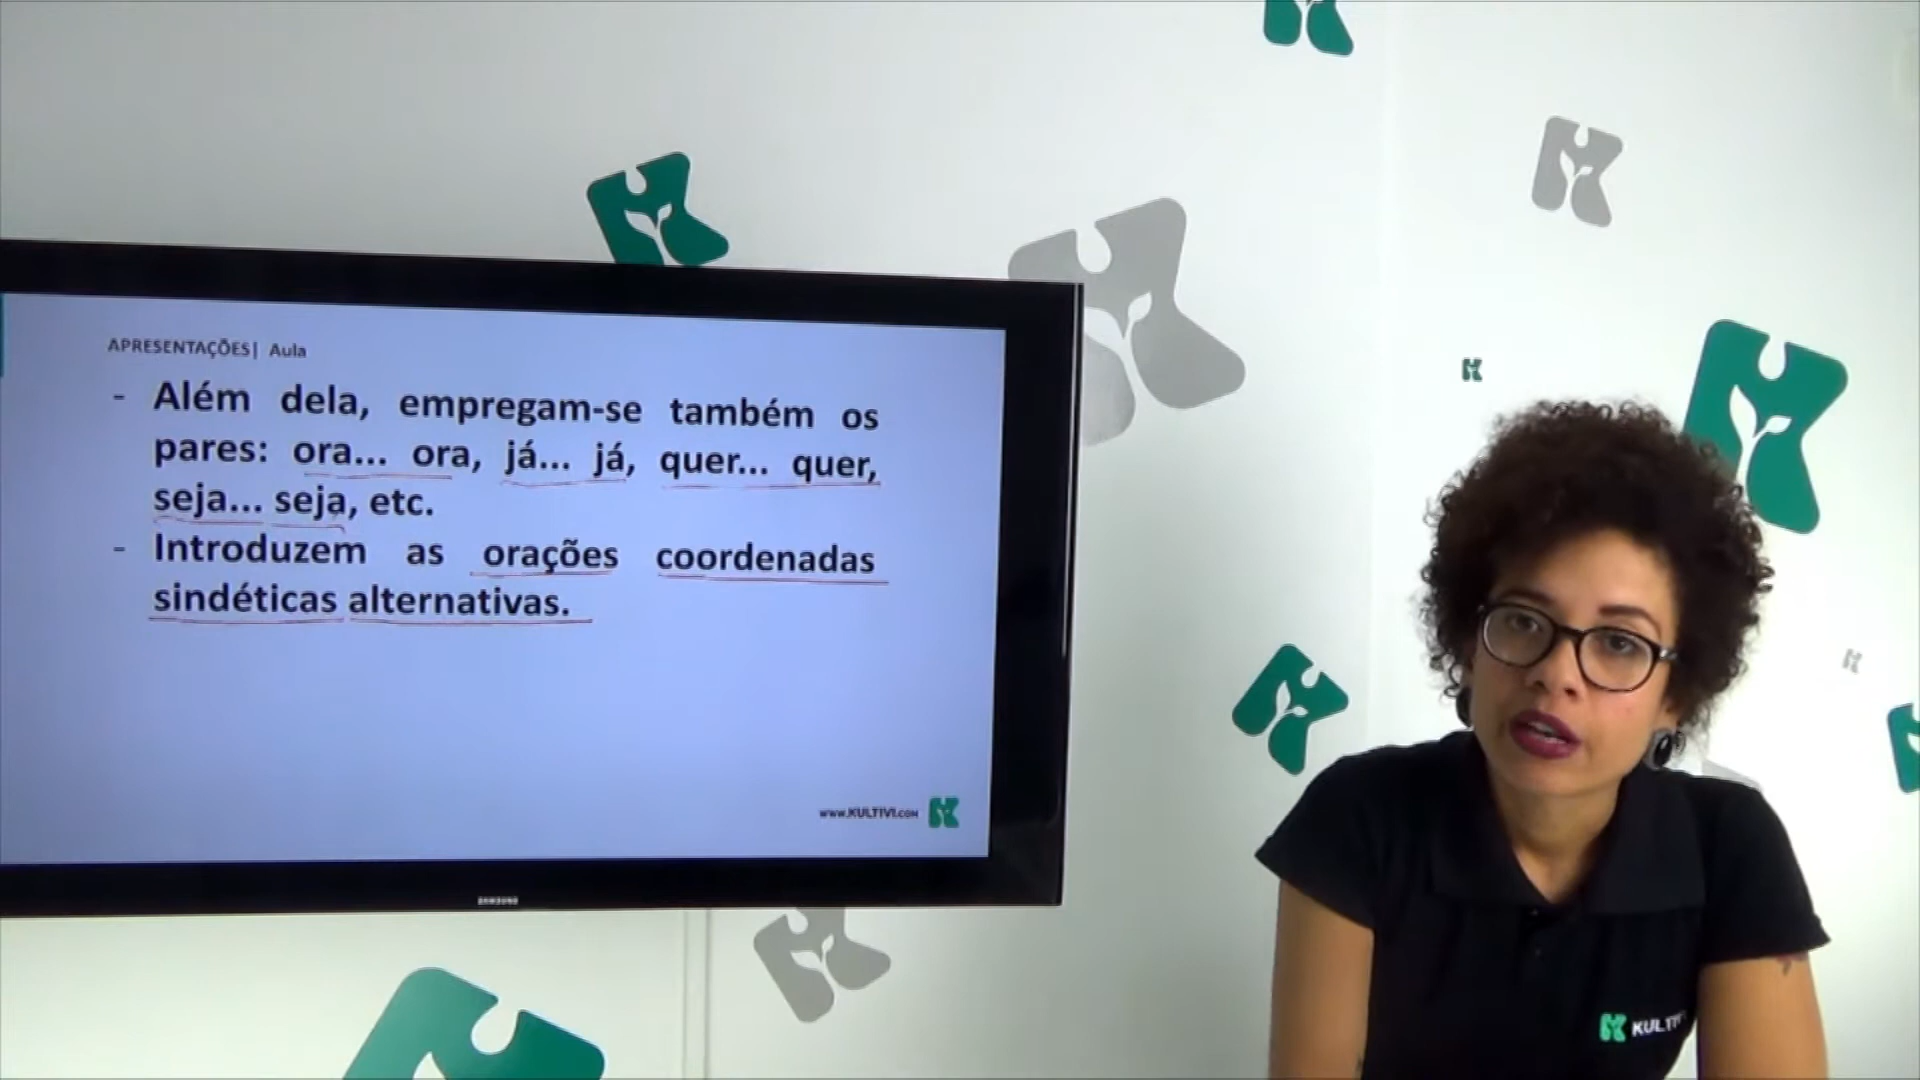 APRESENTAÇÕES| Aula
- Além dela, empregam-se também os
pares: ora... ora, já... já, quer... quer,
seja... seja, etc.
- Introduzem as orações coordenadas
sindéticas alternativas.
WWW.KULTIVI.COM
SAMSUNG
KULTIVI